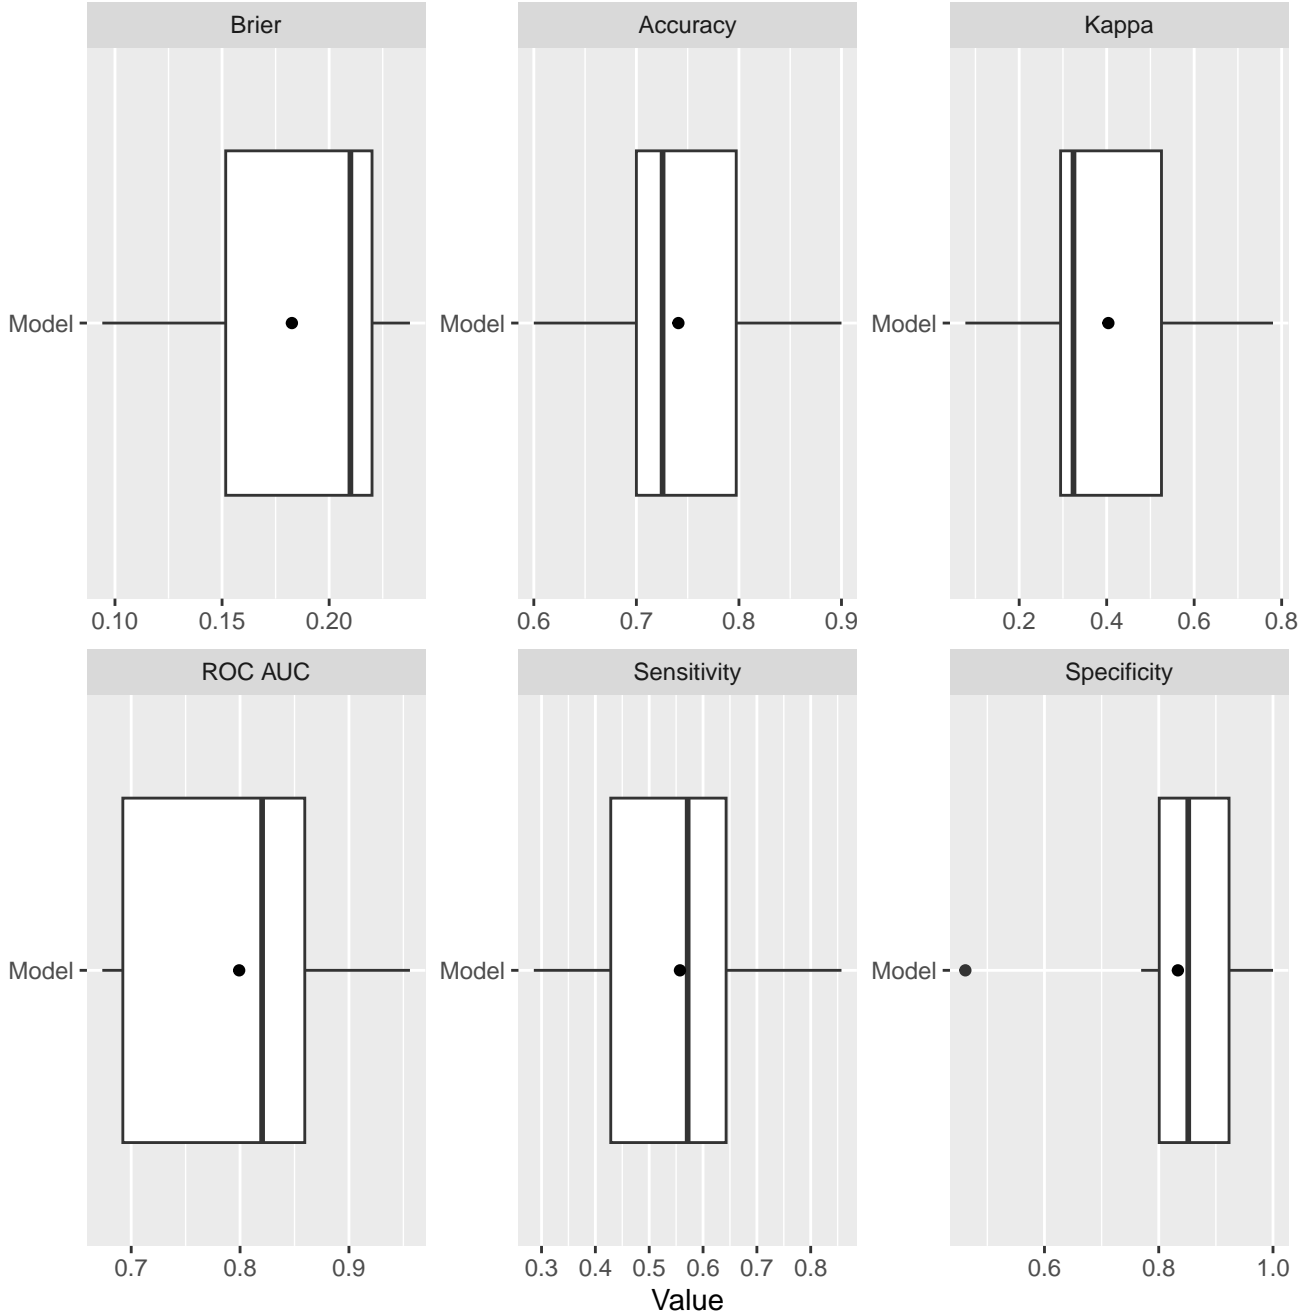 Brier Accuracy Kappa
Model Model Model
0.10 0.15 0.20 0.6 0.7 0.8 0.9 0.2 0.4 0.6 0.8
ROC AUC Sensitivity Specificity
Model Model Model
0.7 0.8 0.9 0.3 0.4 0.5 0.6 0.7 0.8 0.6 0.8 1.0
Value